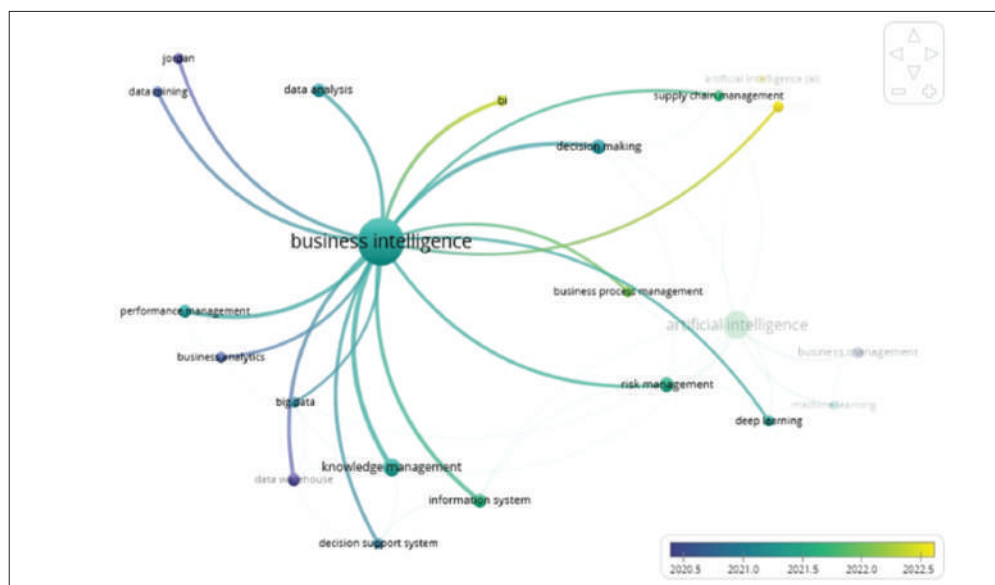 jordan
data mining
data analysis
bi
artificial intelligence (ai)
supply chain management
decision making
business intelligence
business process management
performance management
artificial intelligence
business analytics
business management
risk management
big data
machine learning
deep learning
knowledge management
data warehouse
information system
decision support system
2020.5 2021.0 2021.5 2022.0 2022.5